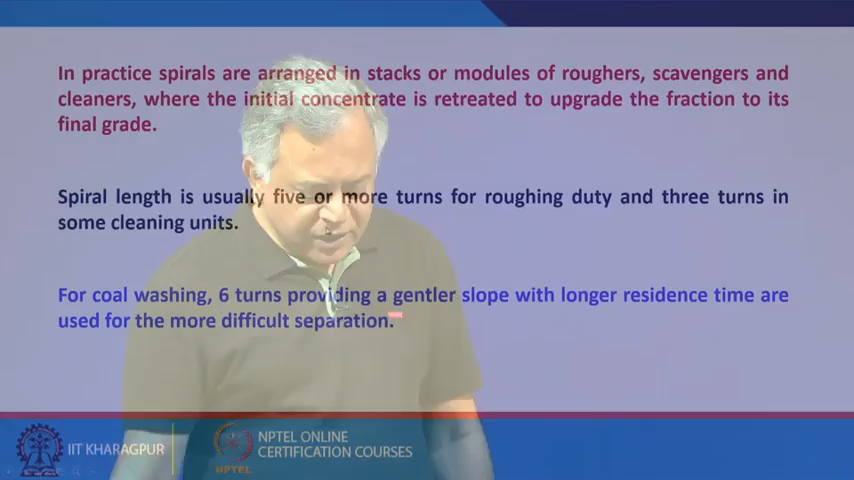 In practice spirals are arranged in stacks or modules of roughers, scavengers and
cleaners, where the initial concentrate is retreated to upgrade the fraction to its
final grade.
Spiral length is usually five or more turns for roughing duty and three turns in
some cleaning units.
For coal washing, 6 turns providing a gentler slope with longer residence time are
used for the more difficult separation.
IIT KHARAGPUR
NPTEL ONLINE
CERTIFICATION COURSES
NPTEL